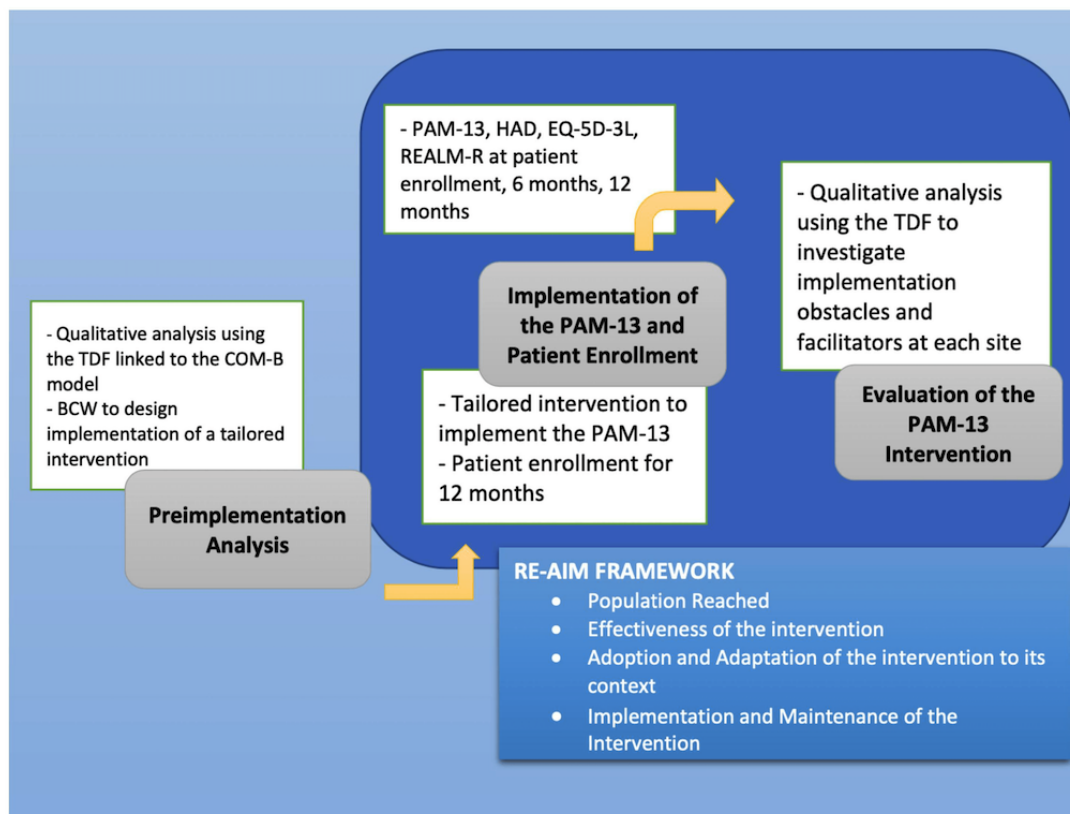 - Qualitative analysis using
the TDF linked to the COM-B
model
- BCW to design
implementation of a tailored
intervention
Preimplementation
Analysis
- PAM-13, HAD, EQ-5D-3L,
REALM-R at patient
enrollment, 6 months, 12
months
Implementation of
the PAM-13 and
Patient Enrollment
- Tailored intervention to
implement the PAM-13
- Patient enrollment for
12 months
- Qualitative analysis
using the TDF to
investigate
implementation
obstacles and
facilitators at each site
Evaluation of the
PAM-13
Intervention
RE-AIM FRAMEWORK
• Population Reached
• Effectiveness of the intervention
• Adoption and Adaptation of the intervention to its
context
• Implementation and Maintenance of the
Intervention